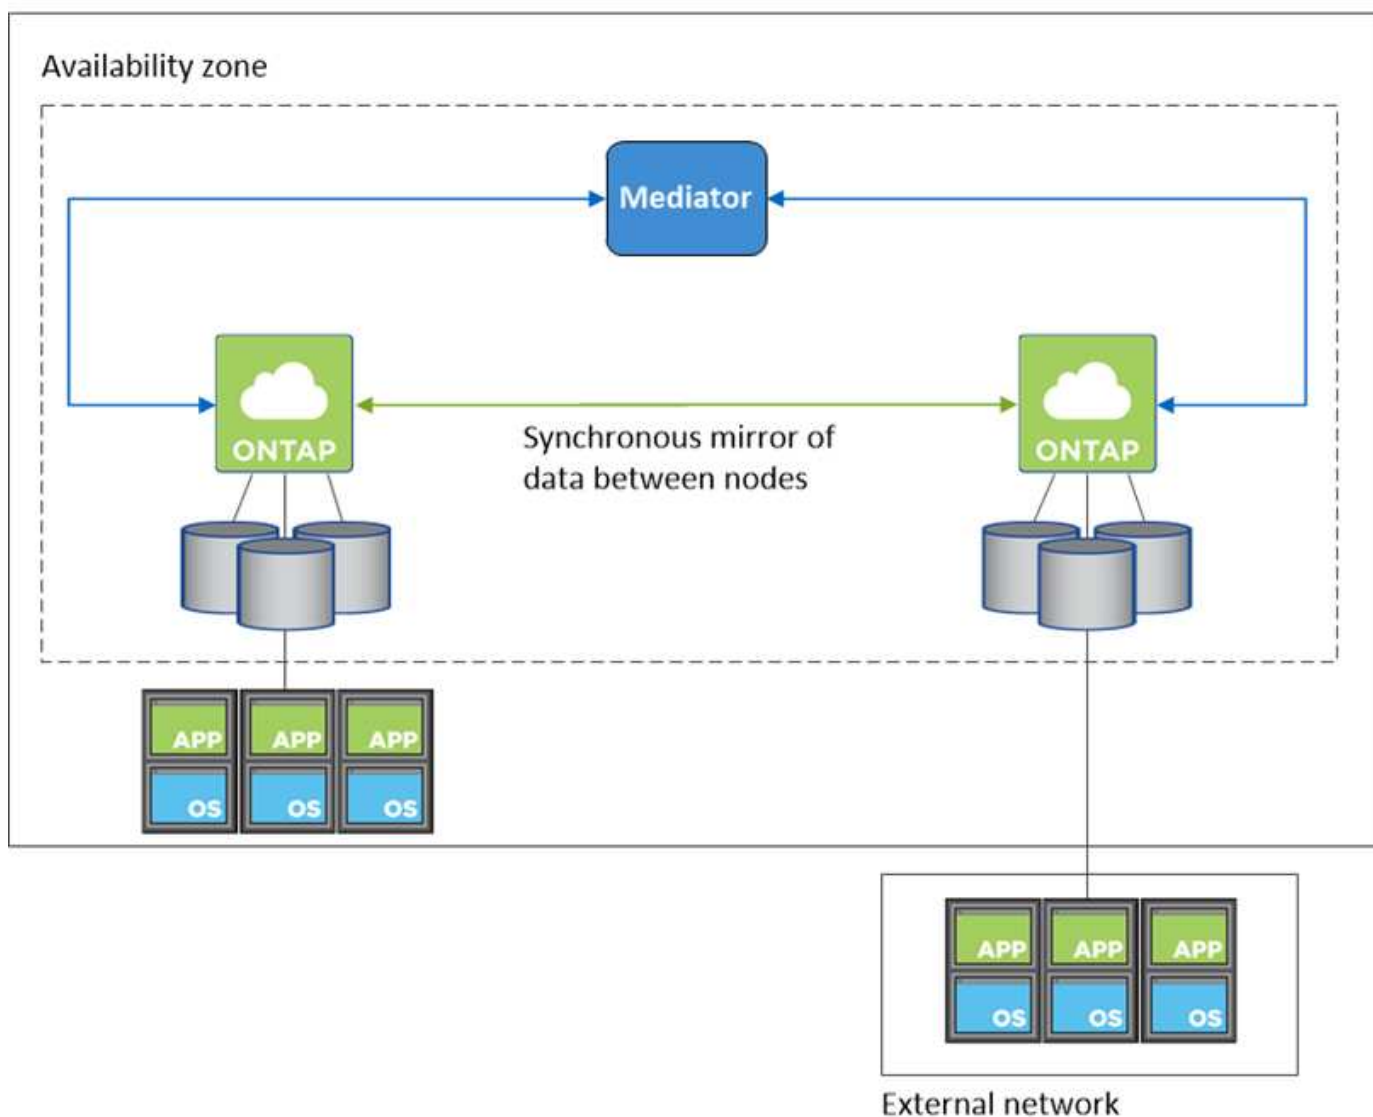 Availability zone
Mediator
ONTAP
ONTAP
Synchronous mirror of
data between nodes
APP APP APP
OS OS OS
APP APP APP
OS OS OS
External network